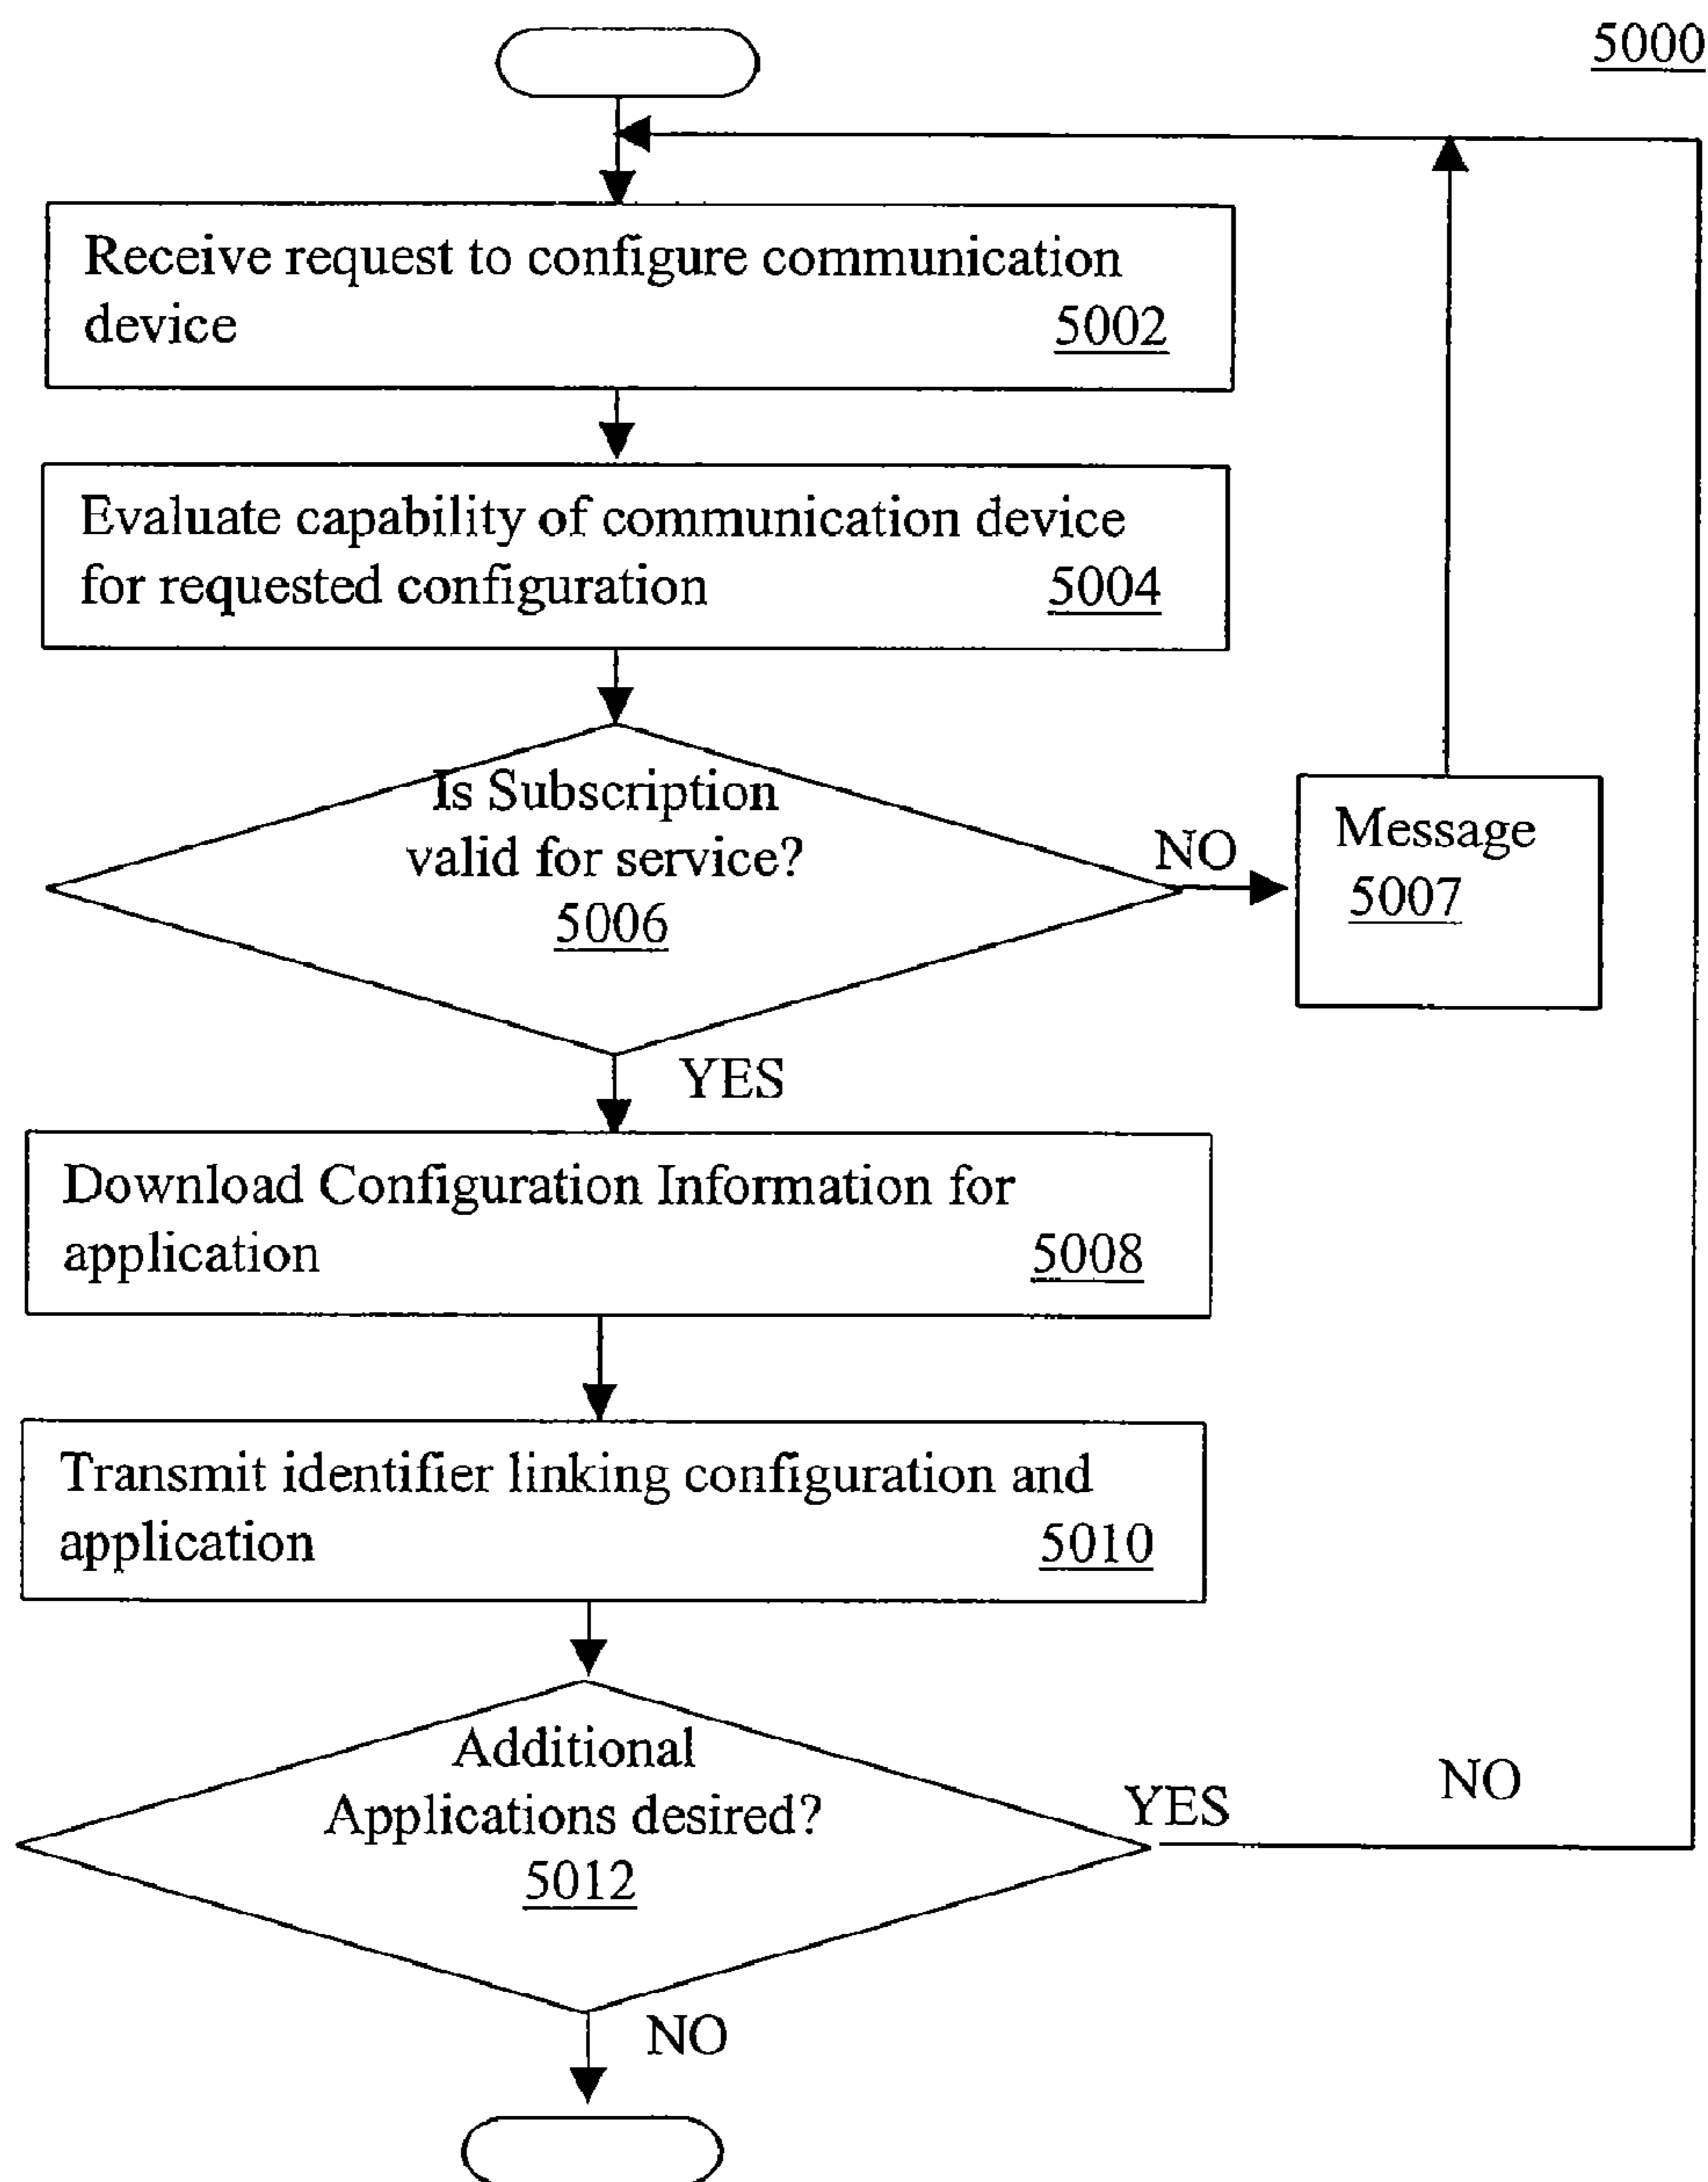 5000
Receive request to configure communication
device 5002
Evaluate capability of communication device
for requested configuration 5004
Is Subscription
valid for service?
5006
NO
Message
5007
YES
Download Configuration Information for
application 5008
Transmit identifier linking configuration and
application 5010
Additional
Applications desired?
5012
YES
NO
NO